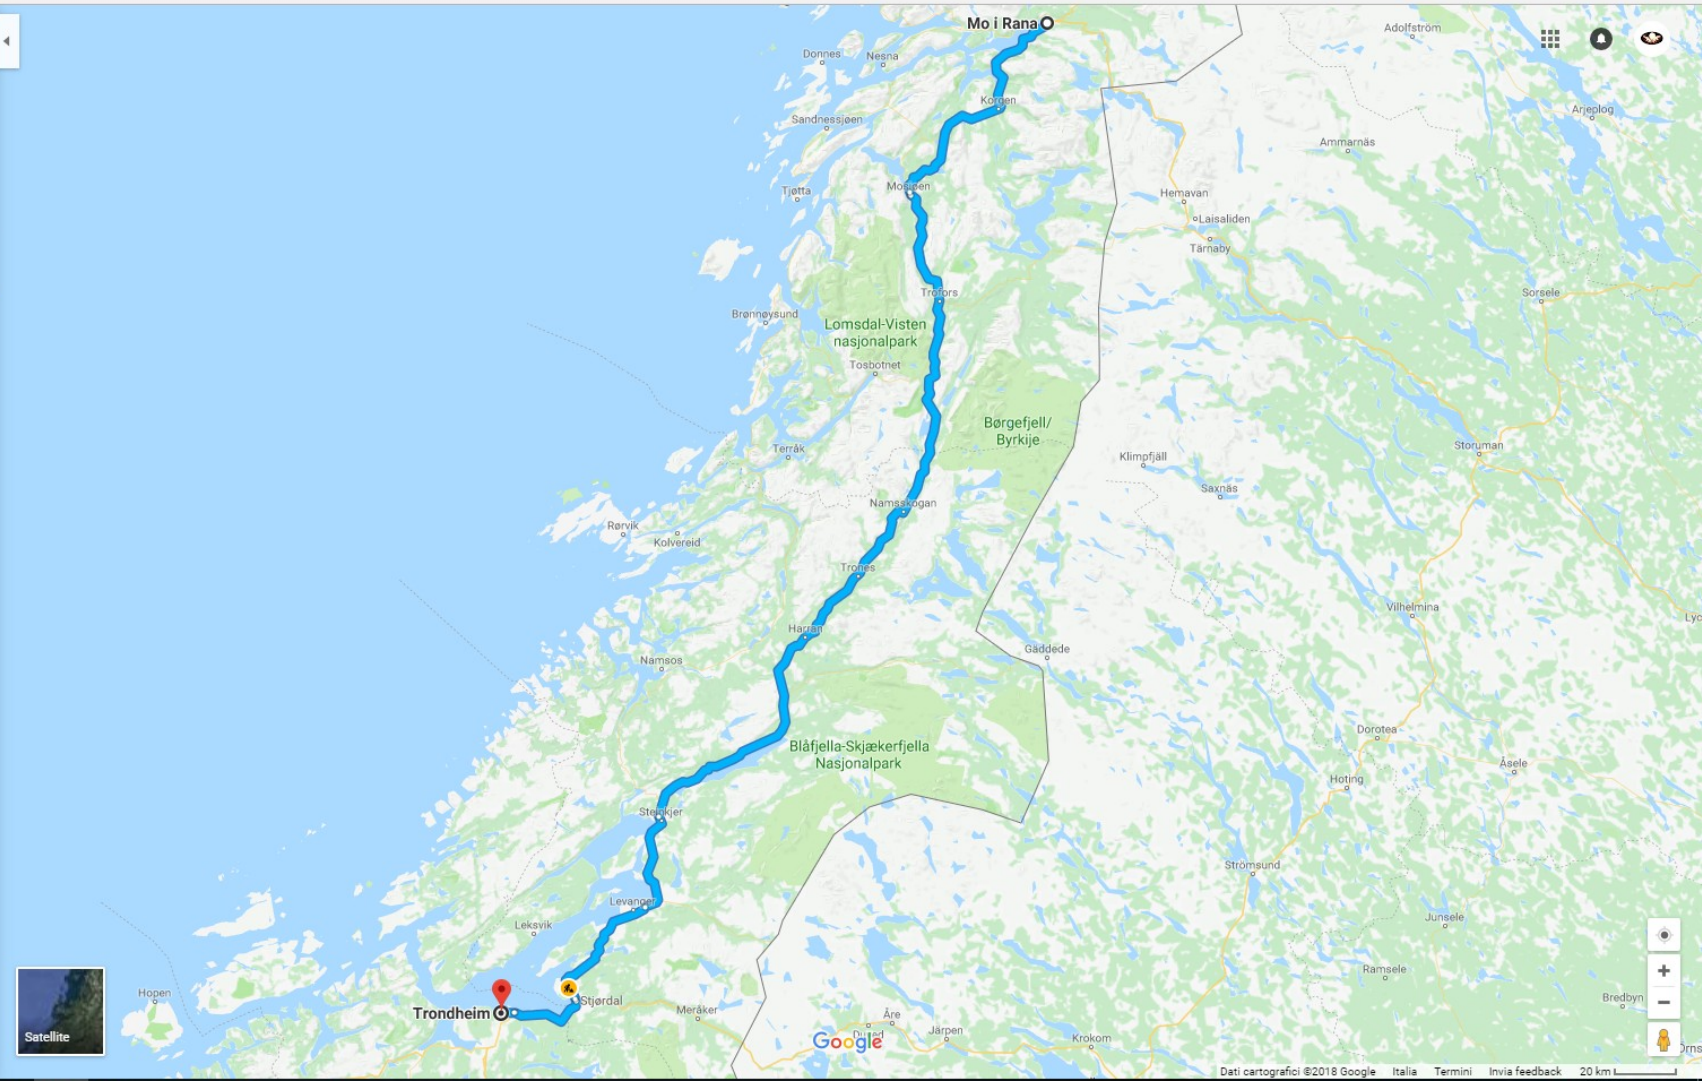 Mo i Rana
Adolfström
Donnes
Nesna
Korgen
Arjeplog
Sandnessjøen
Ammarnäs
Mosjøen
Tjøtta
Hemavan
Laisaliden
Tärnaby
Trofors
Sorsele
Brønnøysund
Lomsdal-Visten
nasjonalpark
Tosbotnet
Børgefjell/
Byrkije
Terråk
Klimpfjäll
Storuman
Saxnäs
Namsskogan
Rørvik
Kolvereid
Trones
Vilhelmina
Harran
Gäddede
Namsos
Dorotea
Blåfjella-Skjækerfjella
Nasjonalpark
Åsele
Hoting
Steinkjer
Strömsund
Levanger
Junsele
Leksvik
Ramsele
Hopen
Stjørdal
Bredbyn
Trondheim
Meråker
Åre
Järpen
Krokom
Satellite
Google
Dati cartografici ©2018 Google Italia Termini Invia feedback 20 km